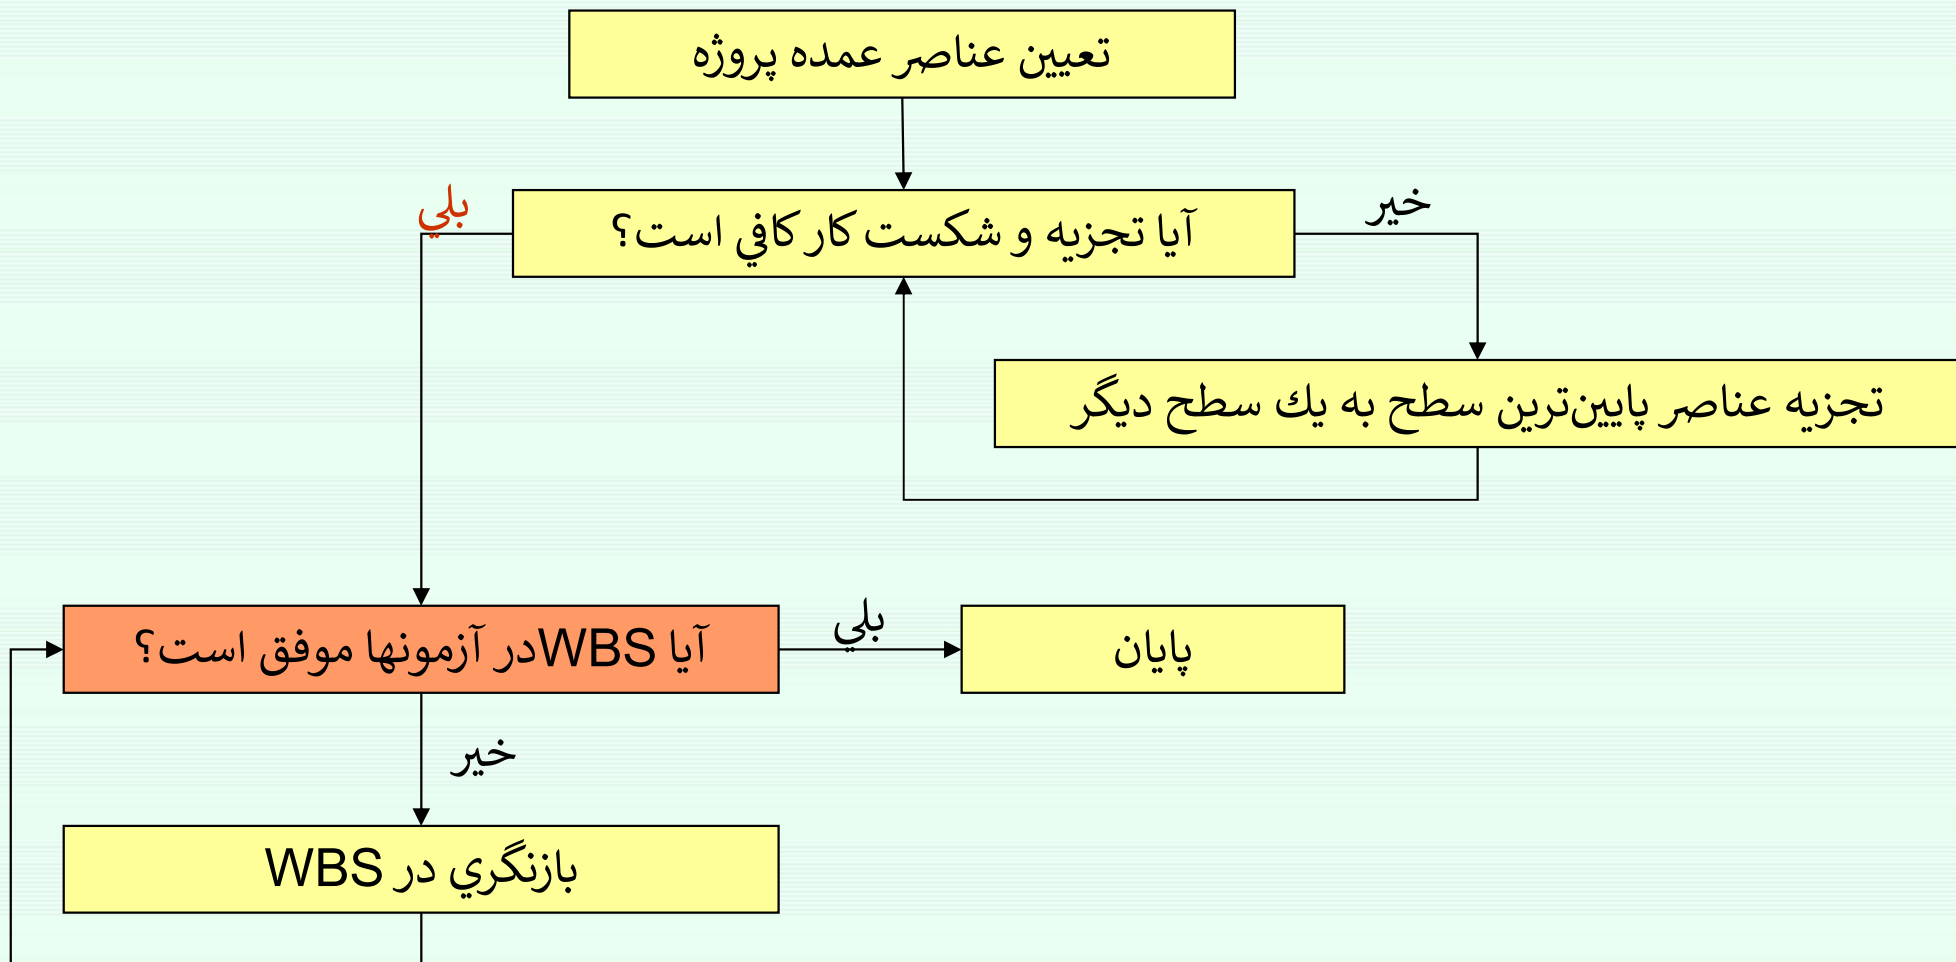 تعيين عناصر عمده پروژه
خير
بلي
آيا تجزيه و شكست كار كافي است؟
تجزيه عناصر پايين‌ترين سطح به يك سطح ديگر
آيا WBSدر آزمونها موفق است؟
بلي
پايان
خير
بازنگري در WBS